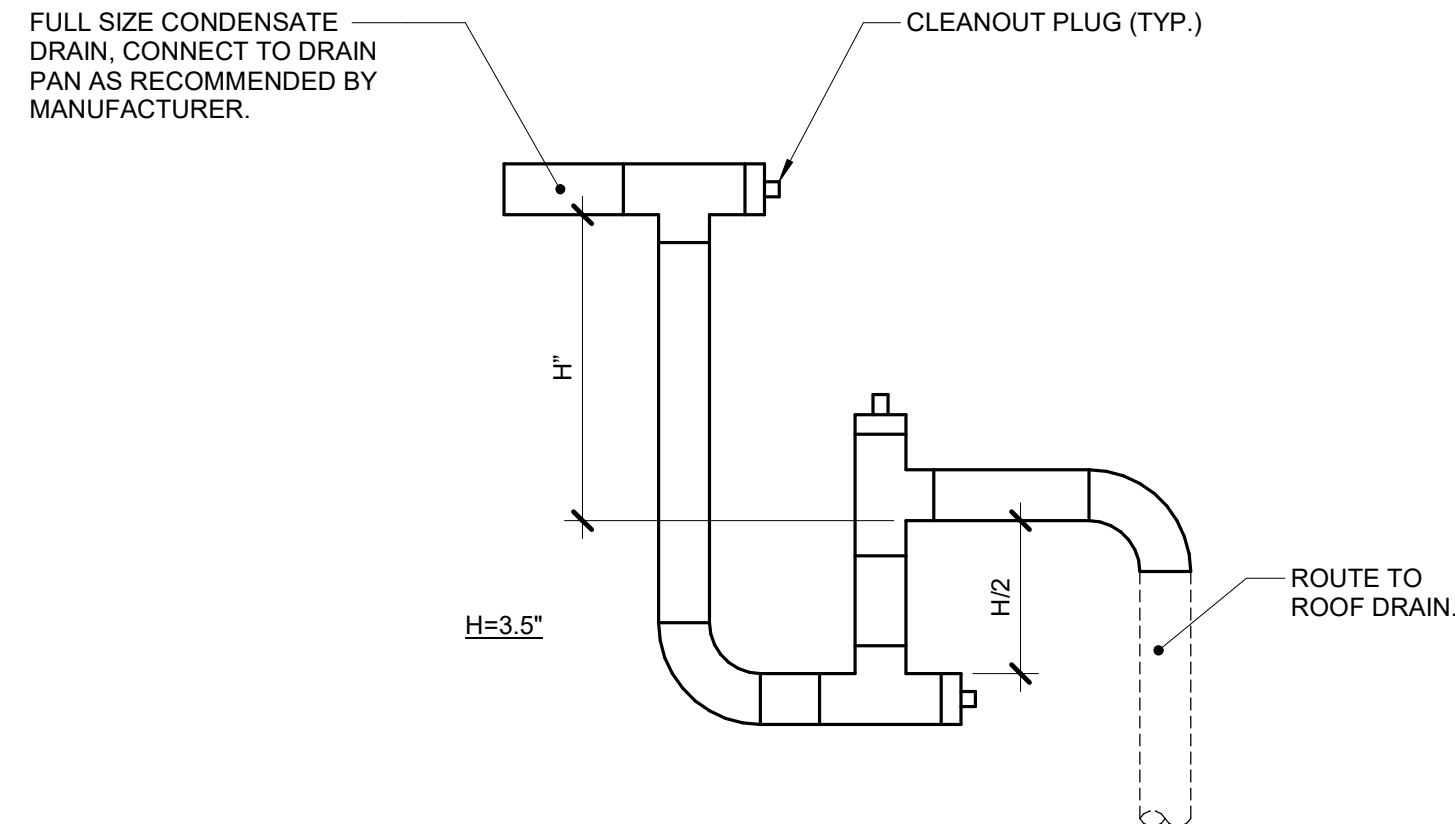 FULL SIZE CONDENSATE
DRAIN, CONNECT TO DRAIN
PAN AS RECOMMENDED BY
MANUFACTURER.
CLEANOUT PLUG (TYP.)
H”
H/2
H=3.5"
ROUTE TO
ROOF DRAIN.